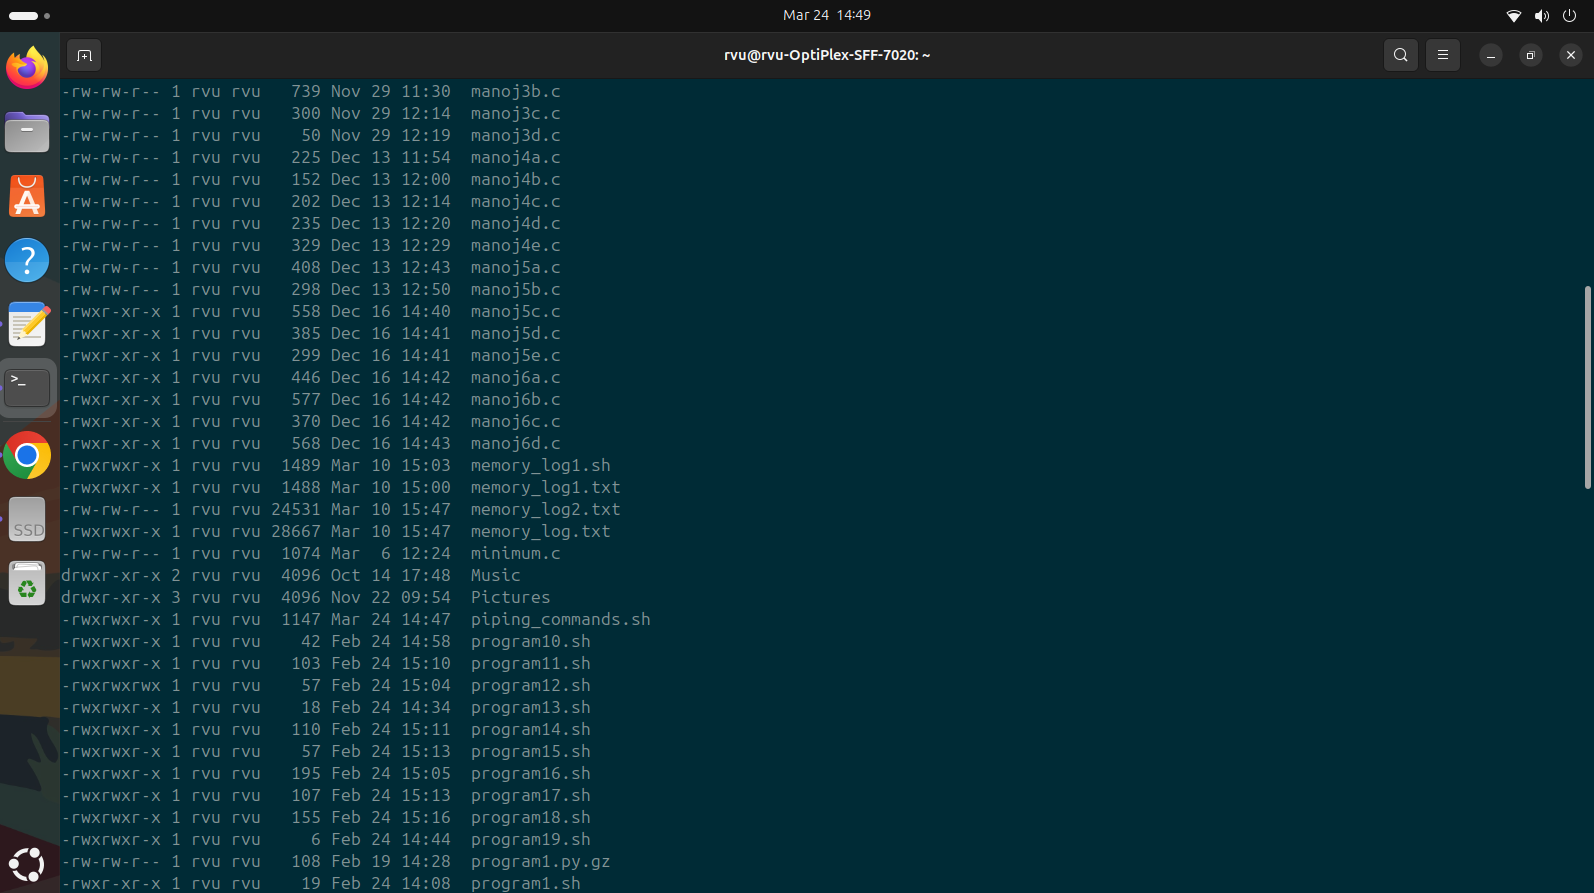 Mar 24  14:49
rvu@rvu-OptiPlex-SFF-7020: ~
-rw-rw-r-- 1 rvu rvu   739 Nov 29 11:30  manoj3b.c
-rw-rw-r-- 1 rvu rvu   300 Nov 29 12:14  manoj3c.c
-rw-rw-r-- 1 rvu rvu    50 Nov 29 12:19  manoj3d.c
-rw-rw-r-- 1 rvu rvu   225 Dec 13 11:54  manoj4a.c
-rw-rw-r-- 1 rvu rvu   152 Dec 13 12:00  manoj4b.c
-rw-rw-r-- 1 rvu rvu   202 Dec 13 12:14  manoj4c.c
-rw-rw-r-- 1 rvu rvu   235 Dec 13 12:20  manoj4d.c
-rw-rw-r-- 1 rvu rvu   329 Dec 13 12:29  manoj4e.c
-rw-rw-r-- 1 rvu rvu   408 Dec 13 12:43  manoj5a.c
-rw-rw-r-- 1 rvu rvu   298 Dec 13 12:50  manoj5b.c
-rwxr-xr-x 1 rvu rvu   558 Dec 16 14:40  manoj5c.c
-rwxr-xr-x 1 rvu rvu   385 Dec 16 14:41  manoj5d.c
-rwxr-xr-x 1 rvu rvu   299 Dec 16 14:41  manoj5e.c
-rwxr-xr-x 1 rvu rvu   446 Dec 16 14:42  manoj6a.c
-rwxr-xr-x 1 rvu rvu   577 Dec 16 14:42  manoj6b.c
-rwxr-xr-x 1 rvu rvu   370 Dec 16 14:42  manoj6c.c
-rwxr-xr-x 1 rvu rvu   568 Dec 16 14:43  manoj6d.c
-rwxrwxr-x 1 rvu rvu  1489 Mar 10 15:03  memory_log1.sh
-rwxrwxr-x 1 rvu rvu  1488 Mar 10 15:00  memory_log1.txt
-rw-rw-r-- 1 rvu rvu 24531 Mar 10 15:47  memory_log2.txt
-rwxrwxr-x 1 rvu rvu 28667 Mar 10 15:47  memory_log.txt
-rw-rw-r-- 1 rvu rvu  1074 Mar  6 12:24  minimum.c
drwxr-xr-x 2 rvu rvu  4096 Oct 14 17:48  Music
drwxr-xr-x 3 rvu rvu  4096 Nov 22 09:54  Pictures
-rwxrwxr-x 1 rvu rvu  1147 Mar 24 14:47  piping_commands.sh
-rwxrwxr-x 1 rvu rvu    42 Feb 24 14:58  program10.sh
-rwxrwxr-x 1 rvu rvu   103 Feb 24 15:10  program11.sh
-rwxrwxrwx 1 rvu rvu    57 Feb 24 15:04  program12.sh
-rwxrwxr-x 1 rvu rvu    18 Feb 24 14:34  program13.sh
-rwxrwxr-x 1 rvu rvu   110 Feb 24 15:11  program14.sh
-rwxrwxr-x 1 rvu rvu    57 Feb 24 15:13  program15.sh
-rwxrwxr-x 1 rvu rvu   195 Feb 24 15:05  program16.sh
-rwxrwxr-x 1 rvu rvu   107 Feb 24 15:13  program17.sh
-rwxrwxr-x 1 rvu rvu   155 Feb 24 15:16  program18.sh
-rwxrwxr-x 1 rvu rvu     6 Feb 24 14:44  program19.sh
-rw-rw-r-- 1 rvu rvu   108 Feb 19 14:28  program1.py.gz
-rwxr-xr-x 1 rvu rvu    19 Feb 24 14:08  program1.sh
SSD